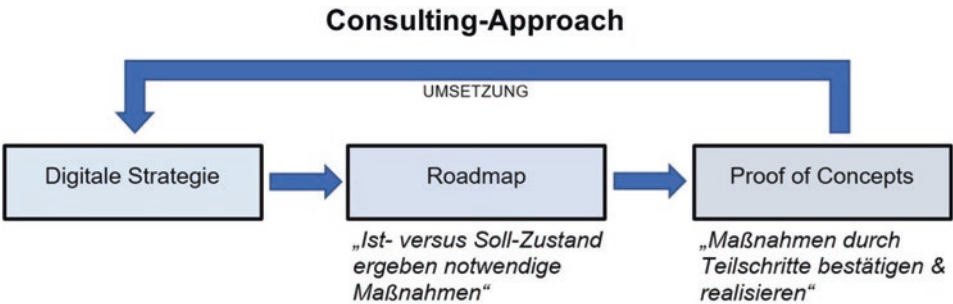 Consulting-Approach
UMSETZUNG
Digitale Strategie
Roadmap
Proof of Concepts
„Ist- versus Soll-Zustand
ergeben notwendige
Maßnahmen“
„Maßnahmen durch
Teilschritte bestätigen &
realisieren“